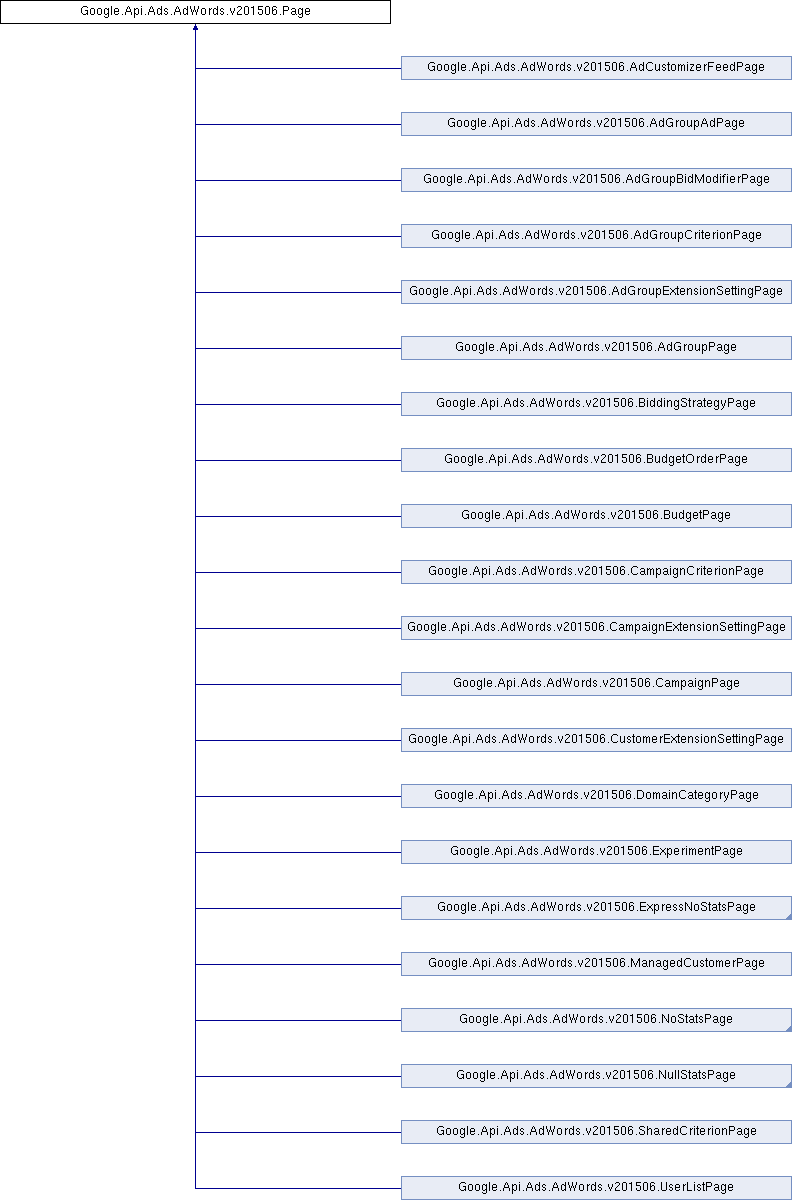 Google.Api.Ads.AdWords.v201506.Page
Google.Api.Ads.AdWords.v201506.AdCustomizerFeedPage
Google.Api.Ads.AdWords.v201506.AdGroupAdPage
Google.Api.Ads.AdWords.v201506.AdGroupBidModifierPage
Google.Api.Ads.AdWords.v201506.AdGroupCriterionPage
Google.Api.Ads.AdWords.v201506.AdGroupExtensionSettingPage
Google.Api.Ads.AdWords.v201506.AdGroupPage
Google.Api.Ads.AdWords.v201506.BiddingStrategyPage
Google.Api.Ads.AdWords.v201506.BudgetOrderPage
Google.Api.Ads.AdWords.v201506.BudgetPage
Google.Api.Ads.AdWords.v201506.CampaignCriterionPage
Google.Api.Ads.AdWords.v201506.CampaignExtensionSettingPage
Google.Api.Ads.AdWords.v201506.CampaignPage
Google.Api.Ads.AdWords.v201506.CustomerExtensionSettingPage
Google.Api.Ads.AdWords.v201506.DomainCategoryPage
Google.Api.Ads.AdWords.v201506.ExperimentPage
Google.Api.Ads.AdWords.v201506.ExpressNoStatsPage
Google.Api.Ads.AdWords.v201506.ManagedCustomerPage
Google.Api.Ads.AdWords.v201506.NoStatsPage
Google.Api.Ads.AdWords.v201506.NullStatsPage
Google.Api.Ads.AdWords.v201506.SharedCriterionPage
Google.Api.Ads.AdWords.v201506.UserListPage